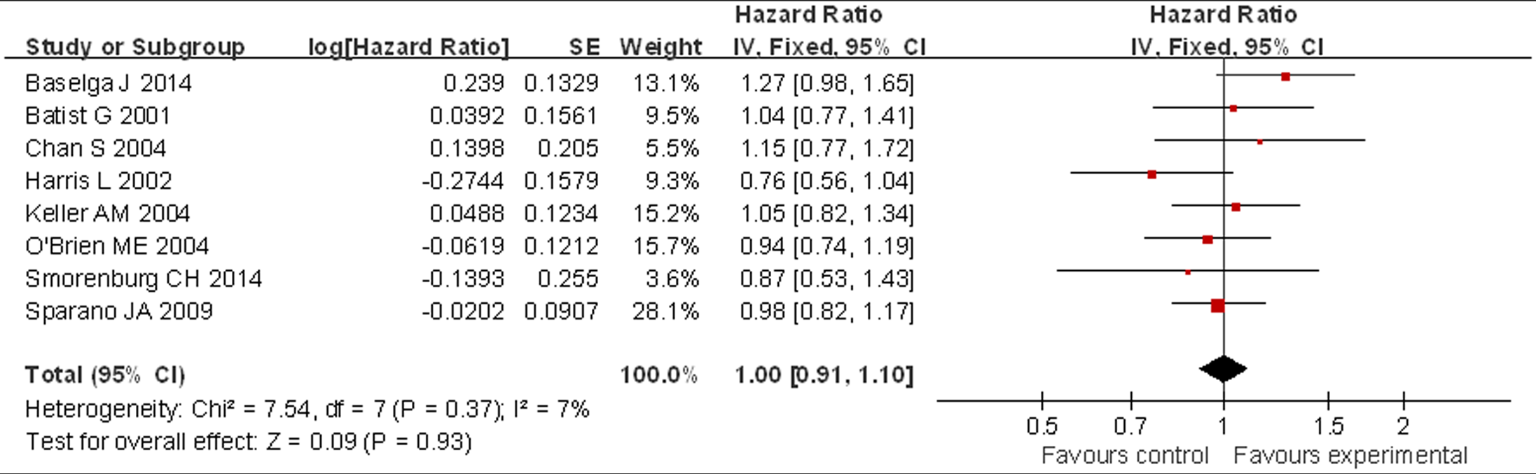 Hazard Ratio Hazard Ratio
Study or Subgroup log[Hazard Ratio] SE Weight IV, Fixed, 95% CI IV, Fixed, 95% CI
Baselga J 2014 0.239 0.1329 13.1% 1.27 [0.98, 1.65]
Batist G 2001 0.0392 0.1561 9.5% 1.04 [0.77, 1.41]
Chan S 2004 0.1398 0.205 5.5% 1.15 [0.77, 1.72]
Harris L 2002 -0.2744 0.1579 9.3% 0.76 [0.56, 1.04]
Keller AM 2004 0.0488 0.1234 15.2% 1.05 [0.82, 1.34]
O'Brien ME 2004 -0.0619 0.1212 15.7% 0.94 [0.74, 1.19]
Smorenburg CH 2014 -0.1393 0.255 3.6% 0.87 [0.53, 1.43]
Sparano JA 2009 -0.0202 0.0907 28.1% 0.98 [0.82, 1.17]
Total (95% CI) 100.0% 1.00 [0.91, 1.10]
Heterogeneity: Chi² = 7.54, df = 7 (P = 0.37); I² = 7%
Test for overall effect: Z = 0.09 (P = 0.93)
0.5 0.7 1 1.5 2
Favours control Favours experimental